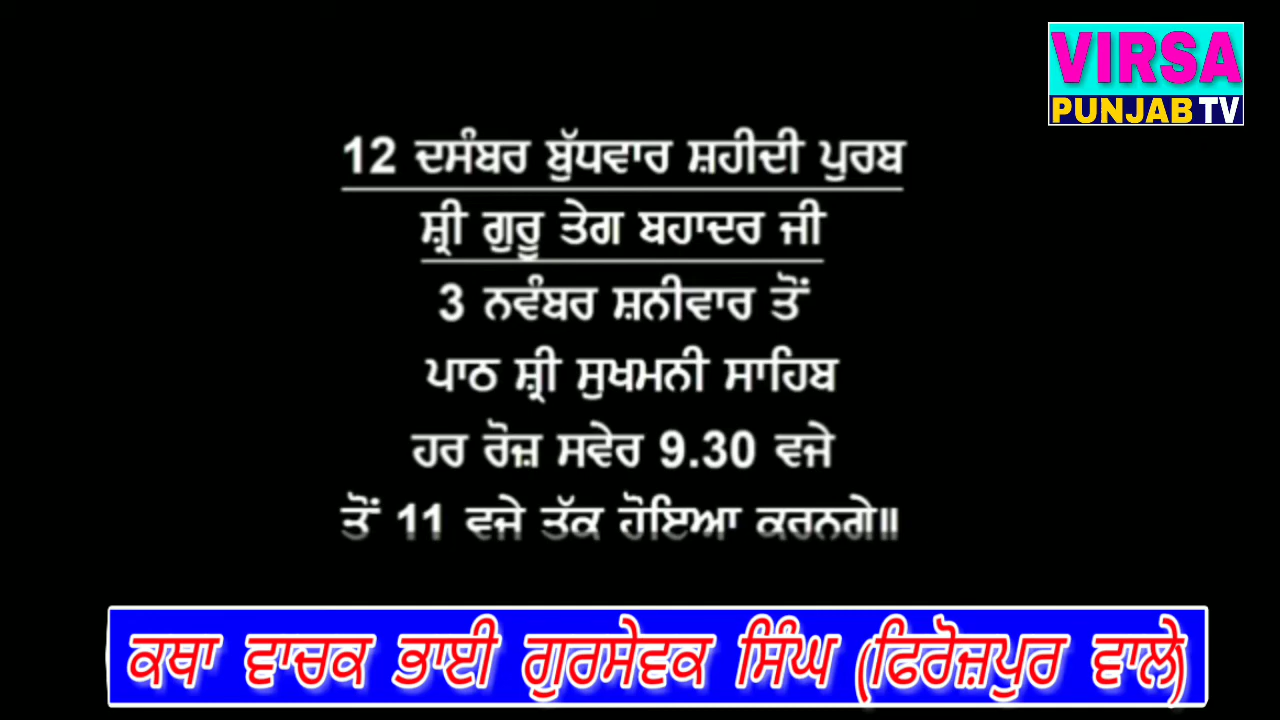 VIRSA
PUNJAB TV
12 ਦਸੰਬਰ ਬੁੱਧਵਾਰ ਸ਼ਹੀਦੀ ਪੁਰਬ
ਸ਼੍ਰੀ ਗੁਰੂ ਤੇਗ ਬਹਾਦਰ ਜੀ
3 ਨਵੰਬਰ ਸ਼ਨੀਵਾਰ ਤੋਂ
ਪਾਠ ਸ਼੍ਰੀ ਸੁਖਮਨੀ ਸਾਹਿਬ
ਹਰ ਰੋਜ਼ ਸਵੇਰ 9.30 ਵਜੇ
ਤੋਂ 11 ਵਜੇ ਤੱਕ ਹੋਇਆ ਕਰਨਗੇ॥
ਕਥਾ ਵਾਚਕ ਭਾਈ ਗੁਰਸੇਵਕ ਸਿੰਘ (ਫਿਰੋਜ਼ਪੁਰ ਵਾਲੇ)